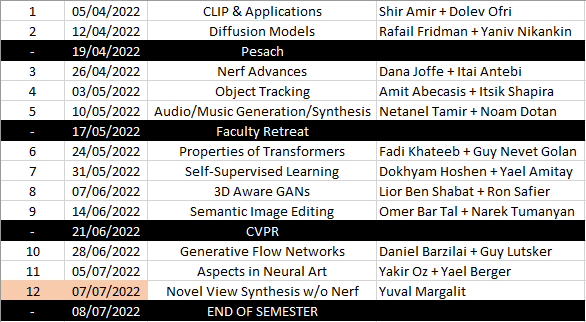 1 05/04/2022 CLIP & Applications Shir Amir + Dolev Ofri
2 12/04/2022 Diffusion Models Rafail Fridman + Yaniv Nikankin
- 19/04/2022 Pesach
3 26/04/2022 Nerf Advances Dana Joffe + Itai Antebi
4 03/05/2022 Object Tracking Amit Abecasis + Itsik Shapira
5 10/05/2022 Audio/Music Generation/Synthesis Netanel Tamir + Noam Dotan
- 17/05/2022 Faculty Retreat
6 24/05/2022 Properties of Transformers Fadi Khateeb + Guy Nevet Golan
7 31/05/2022 Self-Supervised Learning Dokhyam Hoshen + Yael Amitay
8 07/06/2022 3D Aware GANs Lior Ben Shabat + Ron Safier
9 14/06/2022 Semantic Image Editing Omer Bar Tal + Narek Tumanyan
- 21/06/2022 CVPR
10 28/06/2022 Generative Flow Networks Daniel Barzilai + Guy Lutsker
11 05/07/2022 Aspects in Neural Art Yakir Oz + Yael Berger
12 07/07/2022 Novel View Synthesis w/o Nerf Yuval Margalit
- 08/07/2022 END OF SEMESTER